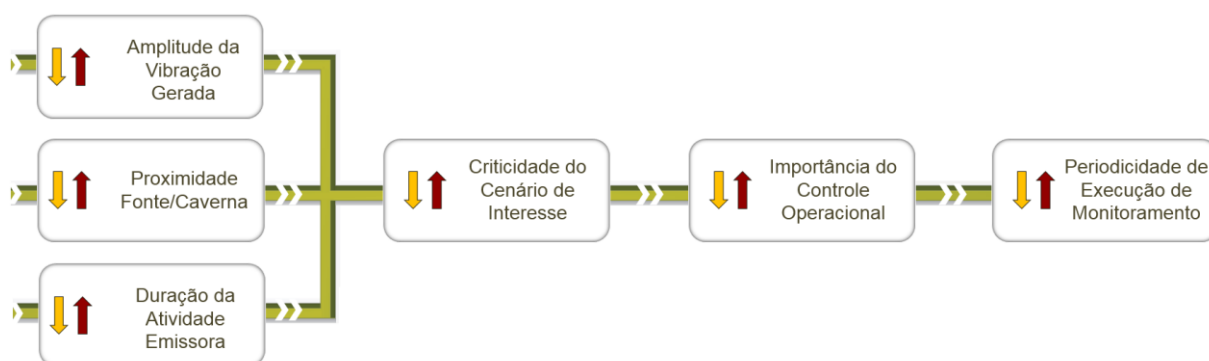 Amplitude da
Vibração
Gerada
Proximidade
Fonte/Caverna
Duração da
Atividade
Emissora
Criticidade do
Cenário de
Interesse
Importância do
Controle
Operacional
Periodicidade de
Execução de
Monitoramento